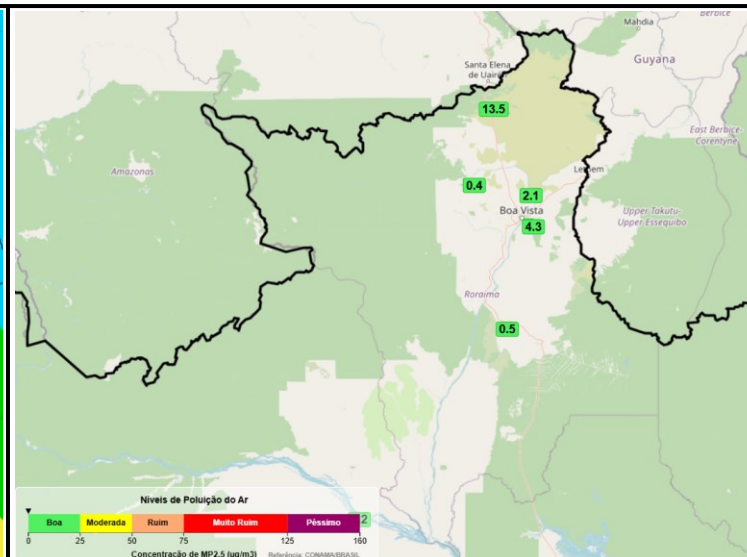 Berbice
Mahdia
Guyana
Santa Elena
de Uairén
13.5
East Berbice-
Corentyne
Amazonas
0.4
2.1
Boa Vista
4.3
Upper Takutu-
Upper Essequibo
Roraima
0.5
Níveis de Poluição do Ar
Boa Moderada Ruim Muito Ruim Péssimo
0 25 50 75 125 160
Concentração de MP2.5 (ug/m3) Referência: CONAMA/BRASIL